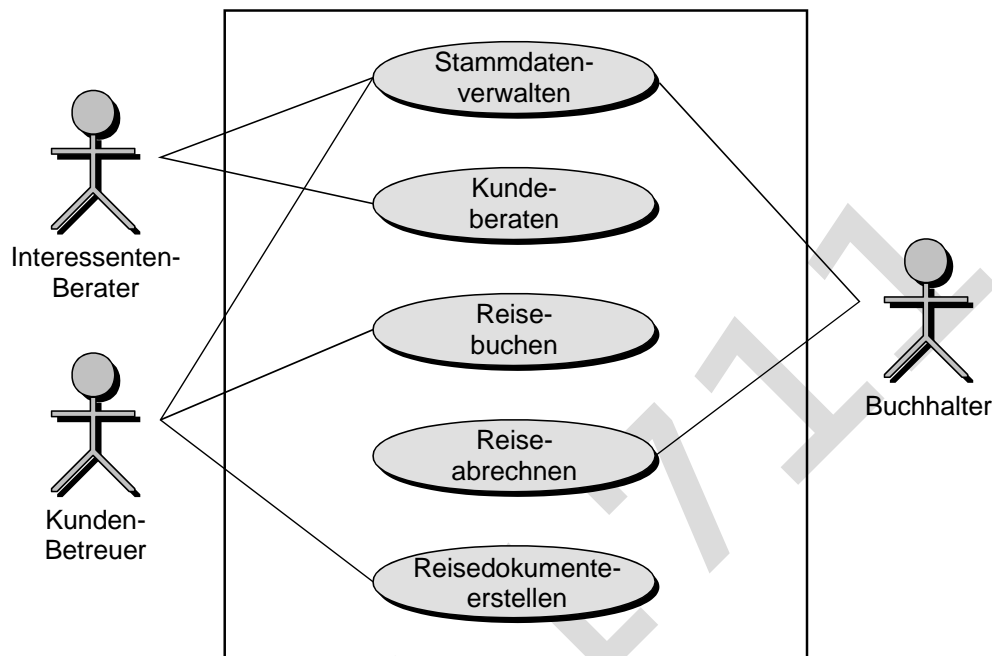 Stammdaten-
verwalten
Kunde-
beraten
Interessenten-
Berater
Reise-
buchen
Buchhalter
Reise-
abrechnen
Kunden-
Betreuer
Reisedokumente-
erstellen